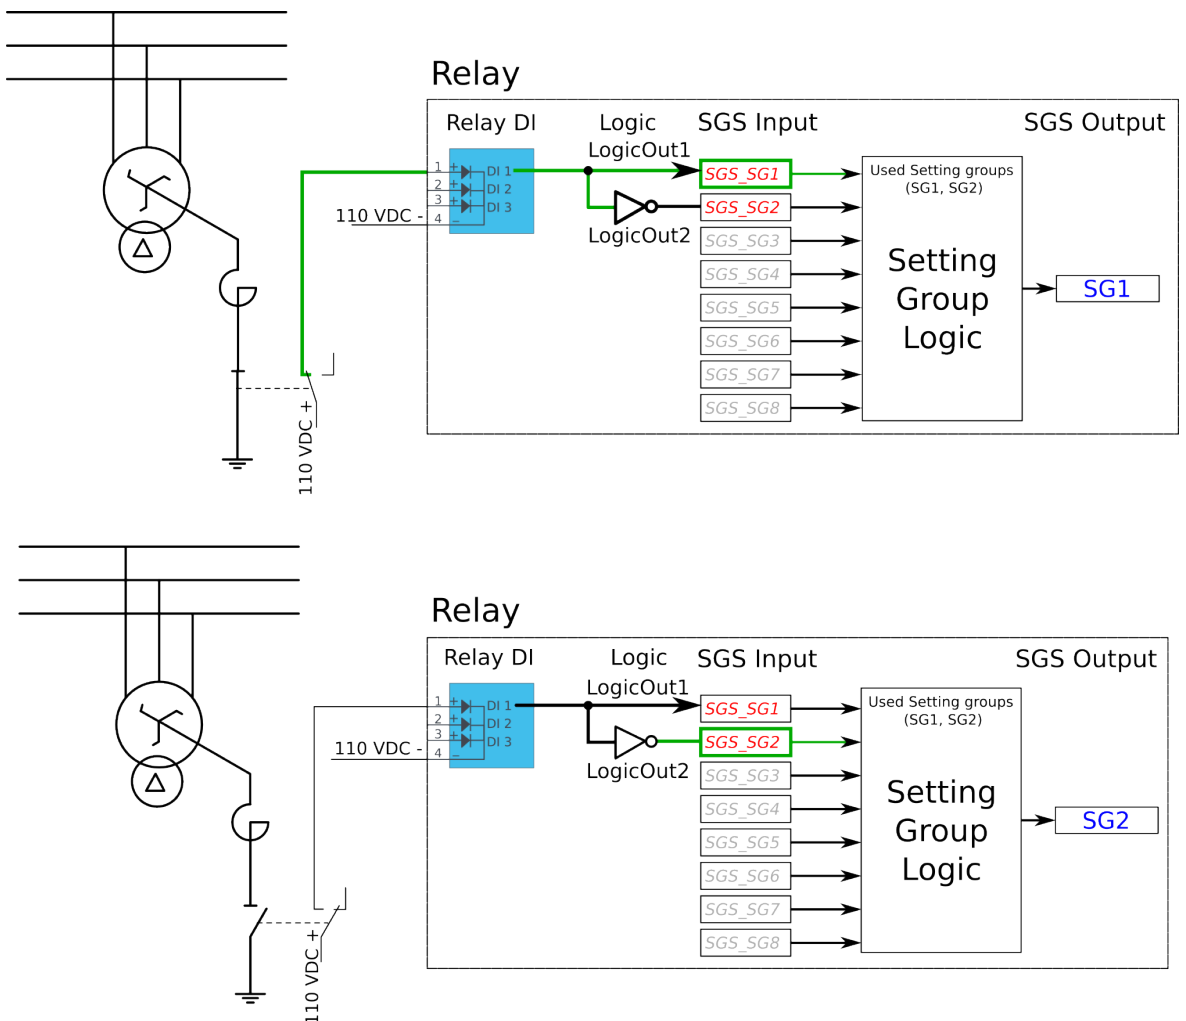 Relay
Relay DI
Logic
SGS Input
SGS Output
LogicOut1
1 + DI 1
2 + DI 2
3 + DI 3
4 −
110 VDC -
LogicOut2
SGS_SG1
SGS_SG2
SGS_SG3
SGS_SG4
SGS_SG5
SGS_SG6
SGS_SG7
SGS_SG8
Used Setting groups
(SG1, SG2)
Setting
Group
Logic
SG1
110 VDC +
Relay
Relay DI
Logic
SGS Input
SGS Output
LogicOut1
1 + DI 1
2 + DI 2
3 + DI 3
4 −
110 VDC -
LogicOut2
SGS_SG1
SGS_SG2
SGS_SG3
SGS_SG4
SGS_SG5
SGS_SG6
SGS_SG7
SGS_SG8
Used Setting groups
(SG1, SG2)
Setting
Group
Logic
SG2
110 VDC +